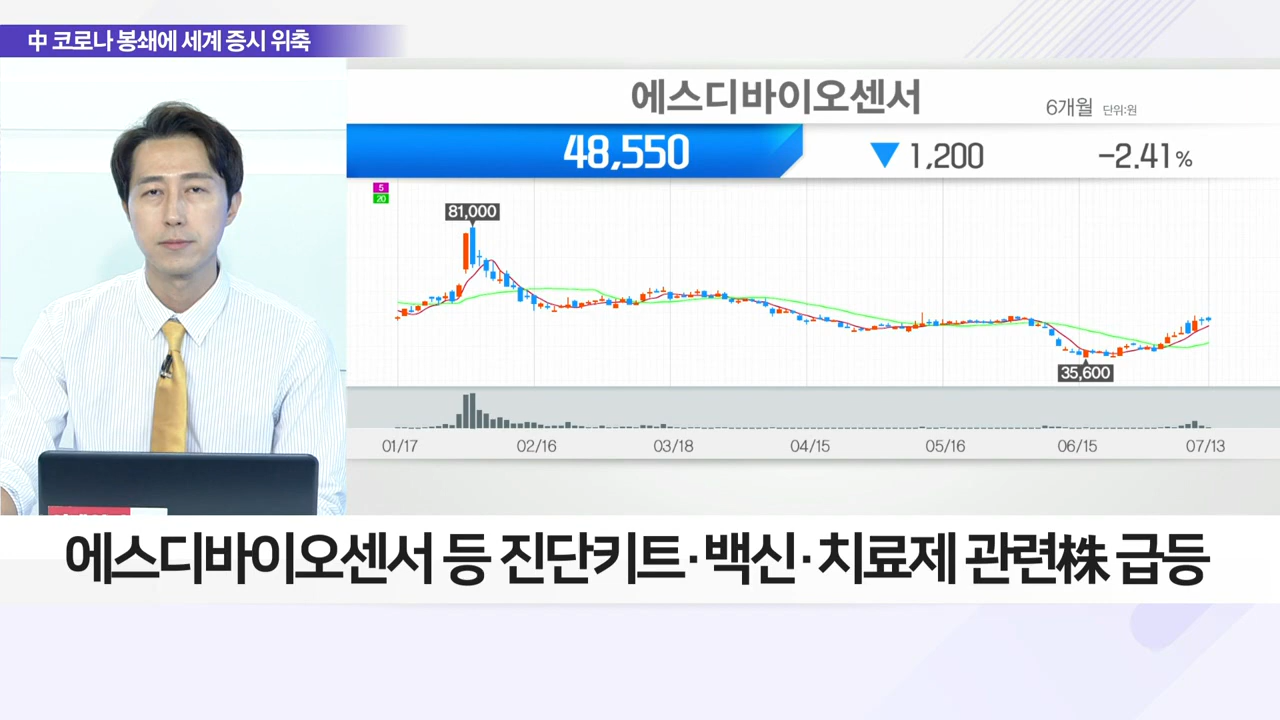 中 코로나 봉쇄에 세계 증시 위축
에스디바이오센서
6개월 단위:원
48,550 ▼ 1,200 -2.41%
5
20
81,000
35,600
01/17 02/16 03/18 04/15 05/16 06/15 07/13
에스디바이오센서 등 진단키트·백신·치료제 관련株 급등